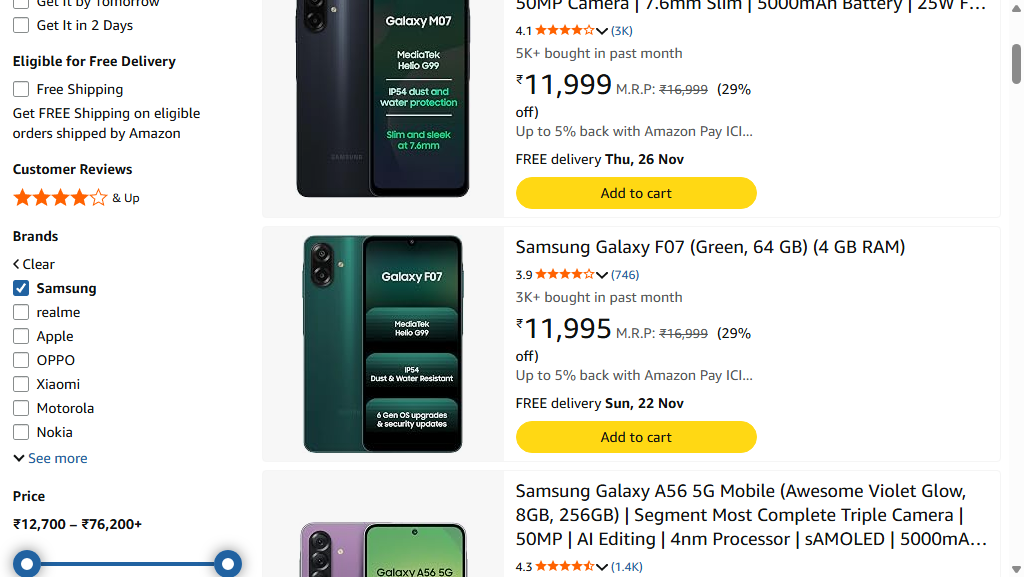 Get It by Tomorrow
Get It in 2 Days
Eligible for Free Delivery
Free Shipping
Get FREE Shipping on eligible
orders shipped by Amazon
Customer Reviews
& Up
Brands
Clear
Samsung
realme
Apple
OPPO
Xiaomi
Motorola
Nokia
See more
Price
₹12,700 – ₹76,200+
Galaxy M07
MediaTek
Helio G99
IP54 dust and
water protection
Slim and sleek
at 7.6mm
SAMSUNG
50MP Camera | 7.6mm Slim | 5000mAh Battery | 25W F...
4.1 (3K)
5K+ bought in past month
₹11,999 M.R.P: ₹16,999 (29%
off)
Up to 5% back with Amazon Pay ICI...
FREE delivery Thu, 26 Nov
Add to cart
Galaxy F07
MediaTek
Helio G99
IP54
Dust & Water Resistant
6 Gen OS upgrades
& security updates
Samsung Galaxy F07 (Green, 64 GB) (4 GB RAM)
3.9 (746)
3K+ bought in past month
₹11,995 M.R.P: ₹16,999 (29%
off)
Up to 5% back with Amazon Pay ICI...
FREE delivery Sun, 22 Nov
Add to cart
Galaxy A56 5G
Samsung Galaxy A56 5G Mobile (Awesome Violet Glow,
8GB, 256GB) | Segment Most Complete Triple Camera |
50MP | AI Editing | 4nm Processor | sAMOLED | 5000mA...
4.3 (1.4K)